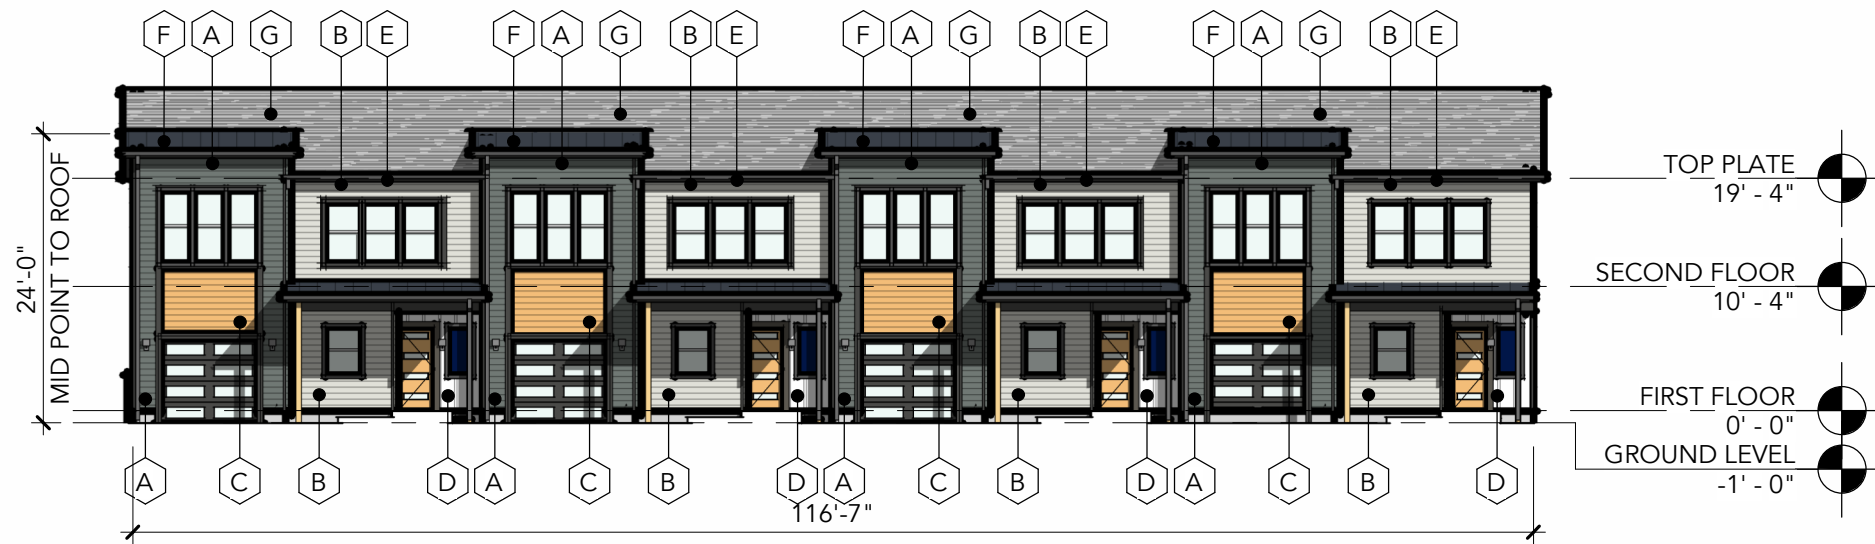 F A G B E F A G B E F A G B E F A G B E
24'-0"
MID POINT TO ROOF
TOP PLATE
19' - 4"
SECOND FLOOR
10' - 4"
FIRST FLOOR
0' - 0"
GROUND LEVEL
-1' - 0"
A C B D A C B D A C B D A C B D
116'-7"